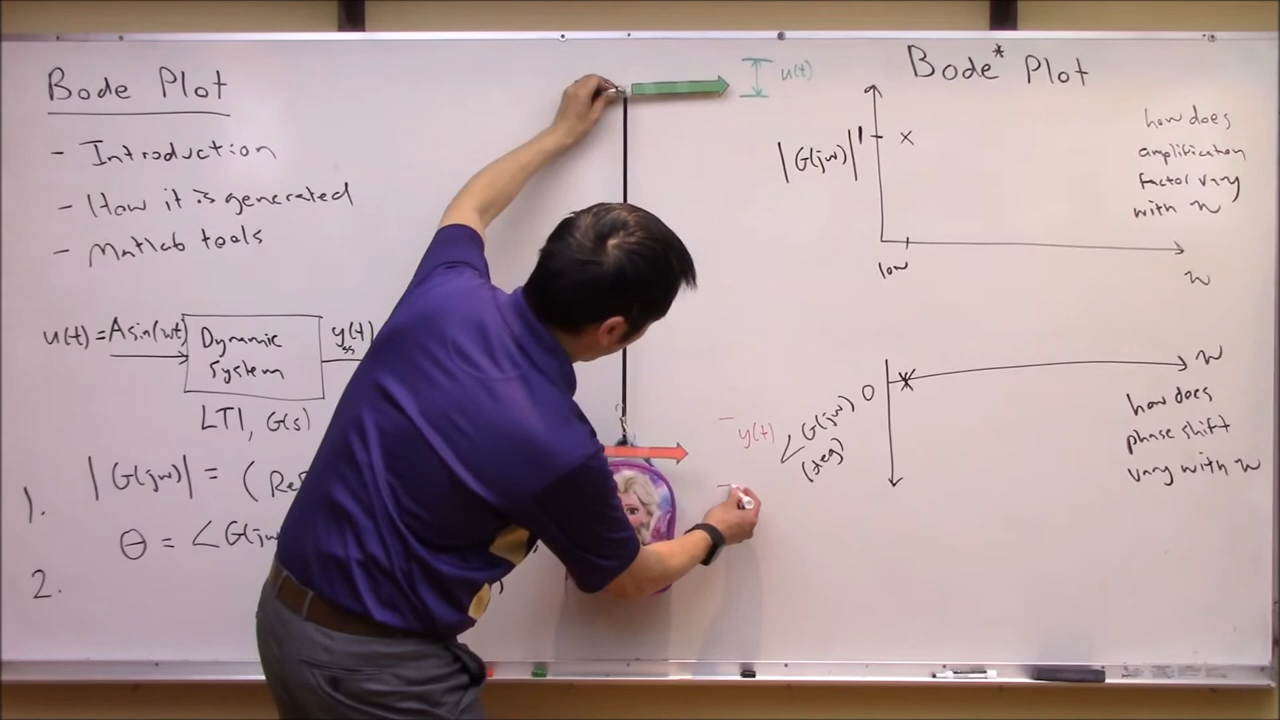 Bode Plot
- Introduction
- How it is generated
- Matlab tools
u(t) = A sin(ωt)
Dynamic
System
y(t)
ss
LTI, G(s)
1. |G(jω)| = (Re
θ = ∠G(jω
2.
u(t)
y(t)
Bode* Plot
|G(jω)|
1
x
low
ω
how does
amplification
factor vary
with ω
∠G(jω)
(deg)
0
x
ω
how does
phase shift
vary with ω